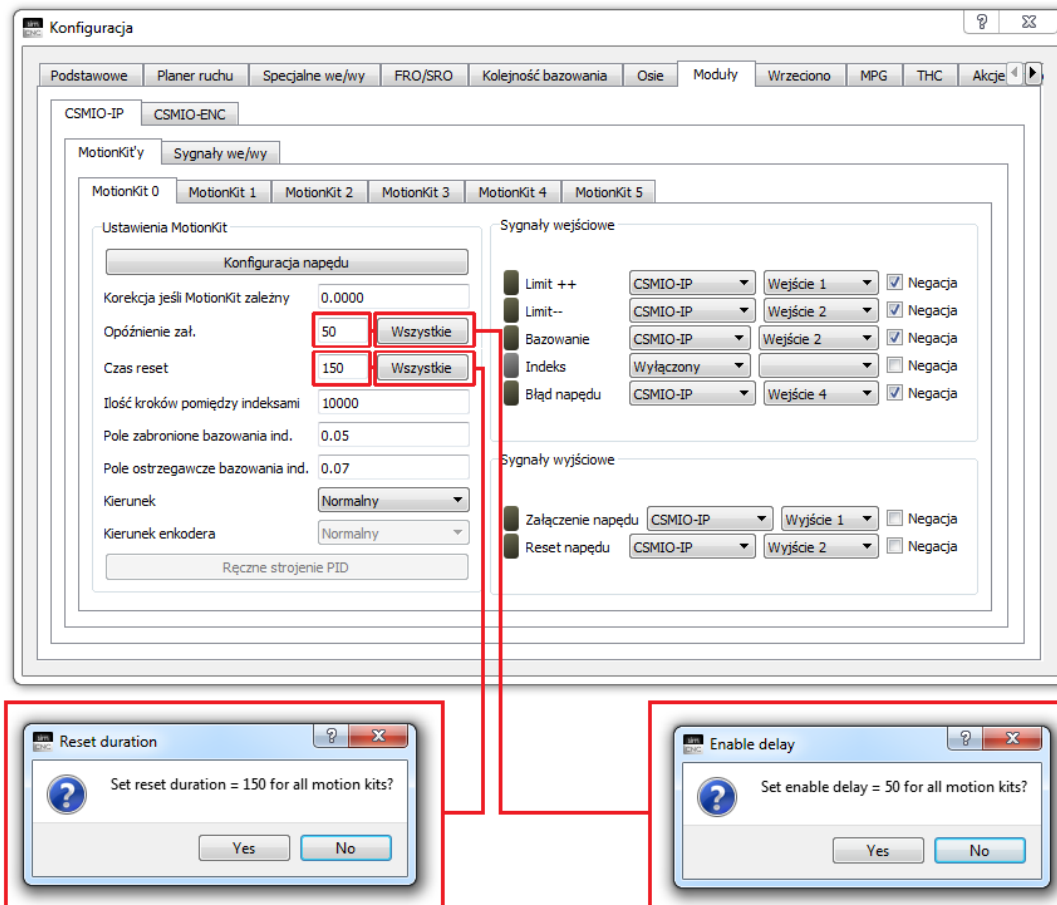 Konfiguracja
Podstawowe Planer ruchu Specjalne we/wy FRO/SRO Kolejność bazowania Osie Moduły Wrzeciono MPG THC Akcje
CSMIO-IP CSMIO-ENC
MotionKit'y Sygnały we/wy
MotionKit 0 MotionKit 1 MotionKit 2 MotionKit 3 MotionKit 4 MotionKit 5
Ustawienia MotionKit
Konfiguracja napędu
Korekcja jeśli MotionKit zależny 0.0000
Opóźnienie zał. 50 Wszystkie
Czas reset 150 Wszystkie
Ilość kroków pomiędzy indeksami 10000
Pole zabronione bazowania ind. 0.05
Pole ostrzegawcze bazowania ind. 0.07
Kierunek Normalny
Kierunek enkodera Normalny
Ręczne strojenie PID
Sygnały wejściowe
Limit ++ CSMIO-IP Wejście 1 Negacja
Limit-- CSMIO-IP Wejście 2 Negacja
Bazowanie CSMIO-IP Wejście 2 Negacja
Indeks Wyłączony Negacja
Błąd napędu CSMIO-IP Wejście 4 Negacja
Sygnały wyjściowe
Załączenie napędu CSMIO-IP Wyjście 1 Negacja
Reset napędu CSMIO-IP Wyjście 2 Negacja
Reset duration
Set reset duration = 150 for all motion kits?
Yes No
Enable delay
Set enable delay = 50 for all motion kits?
Yes No